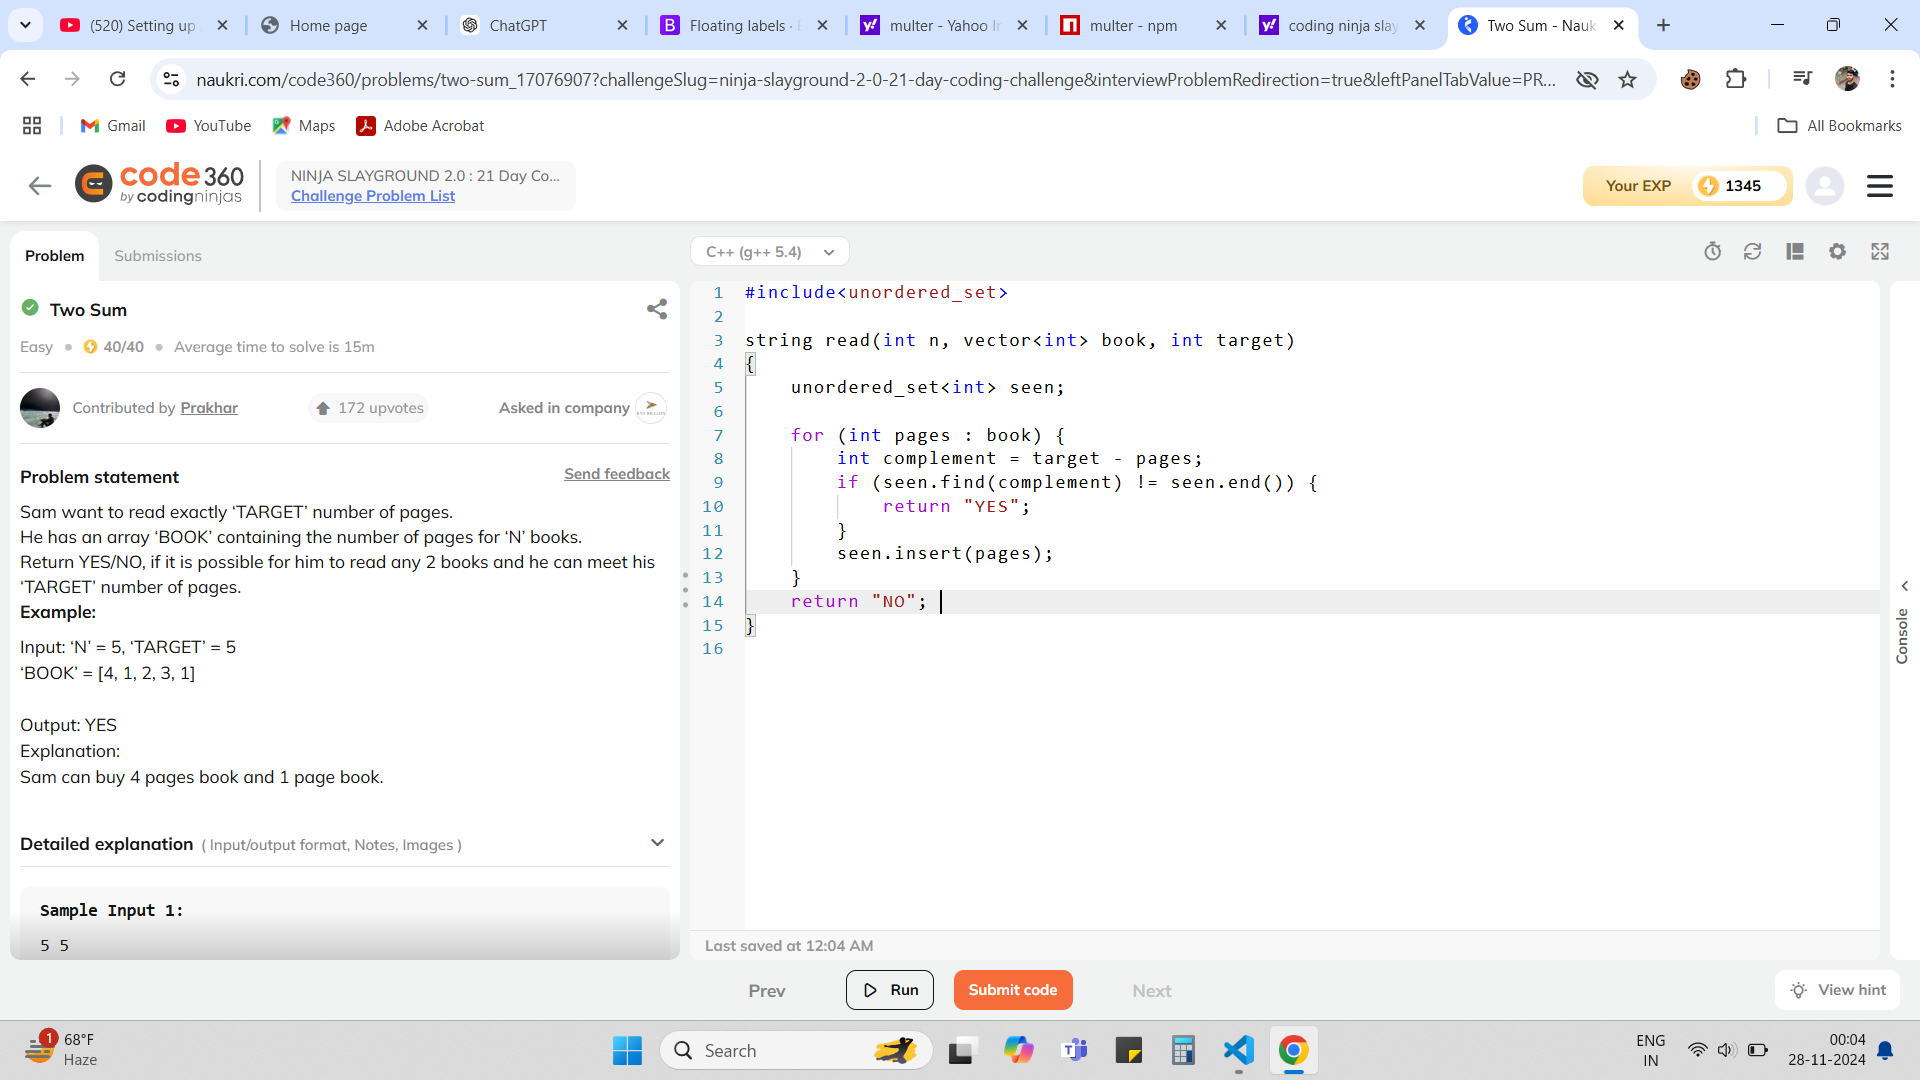 (520) Setting up
Home page
ChatGPT
Floating labels ·
multer - Yahoo I
multer - npm
coding ninja slay
Two Sum - Nauk
naukri.com/code360/problems/two-sum_17076907?challengeSlug=ninja-slayground-2-0-21-day-coding-challenge&interviewProblemRedirection=true&leftPanelTabValue=PR...
Gmail
YouTube
Maps
Adobe Acrobat
All Bookmarks
code 360
by codingninjas
NINJA SLAYGROUND 2.0 : 21 Day Co...
Challenge Problem List
Your EXP
1345
Problem
Submissions
Two Sum
Easy
40/40
Average time to solve is 15m
Contributed by Prakhar
172 upvotes
Asked in company
Problem statement
Send feedback
Sam want to read exactly ‘TARGET’ number of pages.
He has an array ‘BOOK’ containing the number of pages for ‘N’ books.
Return YES/NO, if it is possible for him to read any 2 books and he can meet his
‘TARGET’ number of pages.
Example:
Input: ‘N’ = 5, ‘TARGET’ = 5
‘BOOK’ = [4, 1, 2, 3, 1]
Output: YES
Explanation:
Sam can buy 4 pages book and 1 page book.
Detailed explanation ( Input/output format, Notes, Images )
Sample Input 1:
5 5
C++ (g++ 5.4)
1 #include<unordered_set>
2
3 string read(int n, vector<int> book, int target)
4 {
5 unordered_set<int> seen;
6
7 for (int pages : book) {
8 int complement = target - pages;
9 if (seen.find(complement) != seen.end()) {
10 return "YES";
11 }
12 seen.insert(pages);
13 }
14 return "NO";
15 }
16
Console
Last saved at 12:04 AM
Prev
Run
Submit code
Next
View hint
1
68°F
Haze
Search
ENG
IN
00:04
28-11-2024